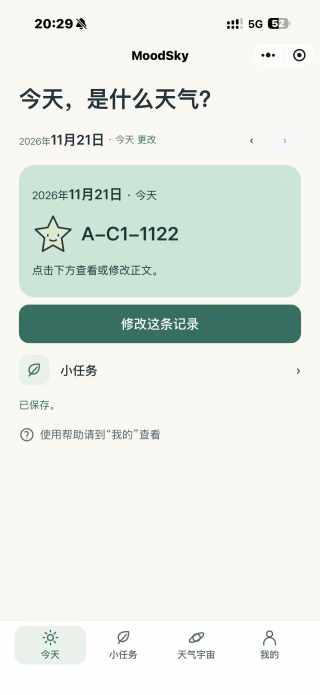 20:29 5G 52
MoodSky
今天，是什么天气?
2026年11月21日 · 今天 更改 ‹ ›
2026年11月21日 · 今天
A-C1-1122
点击下方查看或修改正文。
修改这条记录
小任务 ›
已保存。
使用帮助请到“我的”查看
今天 小任务 天气宇宙 我的